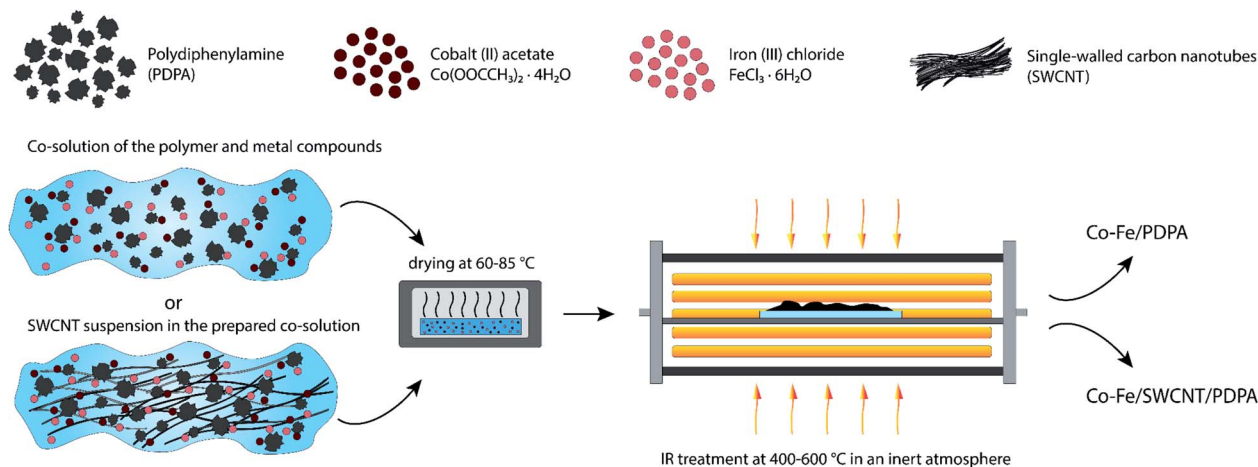 Polydiphenylamine
(PDPA)
Cobalt (II) acetate
Co(OOCCH₃)₂ · 4H₂O
Iron (III) chloride
FeCl₃ · 6H₂O
Single-walled carbon nanotubes
(SWCNT)
Co-solution of the polymer and metal compounds
or
SWCNT suspension in the prepared co-solution
drying at 60-85 °C
IR treatment at 400-600 °C in an inert atmosphere
Co-Fe/PDPA
Co-Fe/SWCNT/PDPA